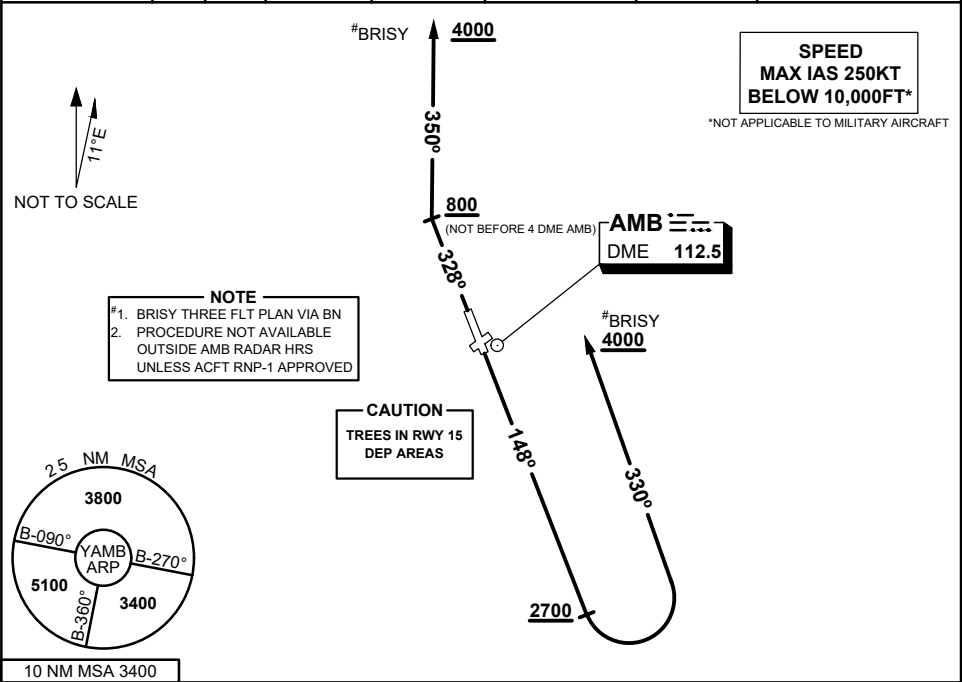 #BRISY 4000
SPEED
MAX IAS 250KT
BELOW 10,000FT*
*NOT APPLICABLE TO MILITARY AIRCRAFT
11°E
NOT TO SCALE
350°
800
(NOT BEFORE 4 DME AMB)
AMB
DME 112.5
328°
NOTE
#1. BRISY THREE FLT PLAN VIA BN
2. PROCEDURE NOT AVAILABLE
OUTSIDE AMB RADAR HRS
UNLESS ACFT RNP-1 APPROVED
#BRISY
4000
CAUTION
TREES IN RWY 15
DEP AREAS
148°
330°
2700
25 NM MSA
3800
B-090°
YAMB
ARP
B-270°
5100
3400
B-360°
10 NM MSA 3400